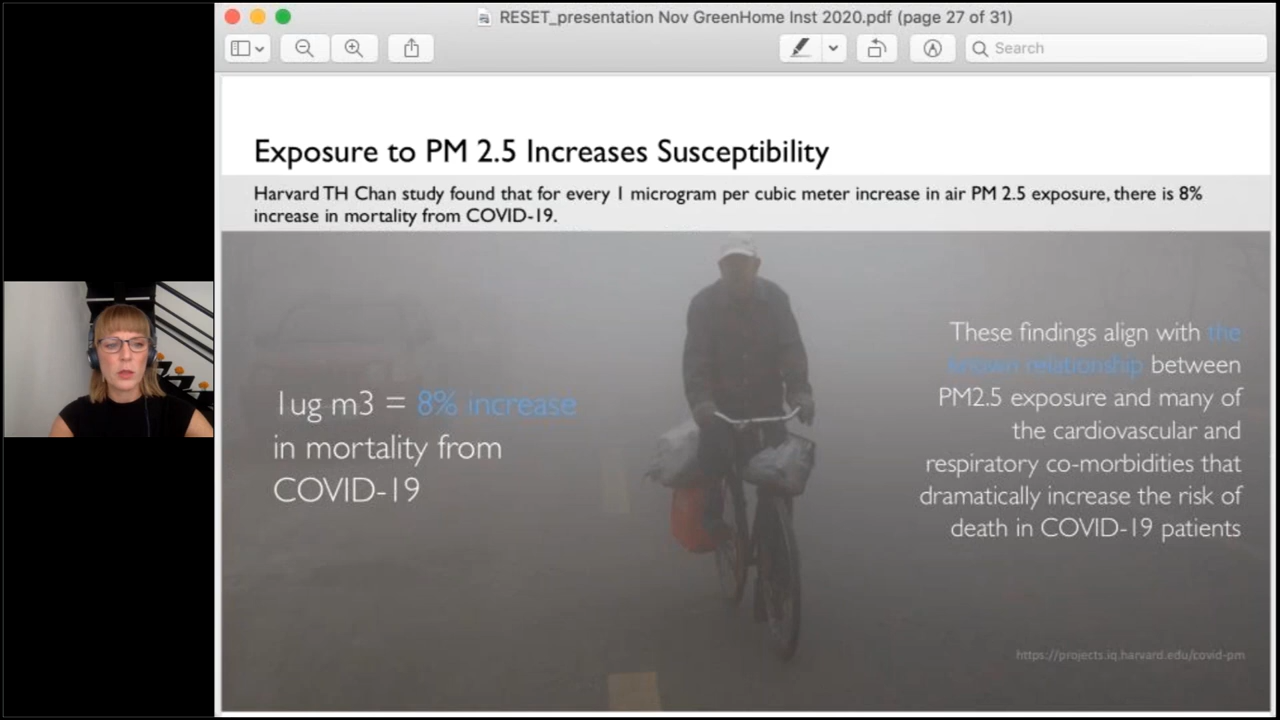 RESET_presentation Nov GreenHome Inst 2020.pdf (page 27 of 31)
Search
Exposure to PM 2.5 Increases Susceptibility
Harvard TH Chan study found that for every 1 microgram per cubic meter increase in air PM 2.5 exposure, there is 8%
increase in mortality from COVID-19.
1ug m3 = 8% increase
in mortality from
COVID-19
These findings align with the
known relationship between
PM2.5 exposure and many of
the cardiovascular and
respiratory co-morbidities that
dramatically increase the risk of
death in COVID-19 patients
https://projects.iq.harvard.edu/covid-pm